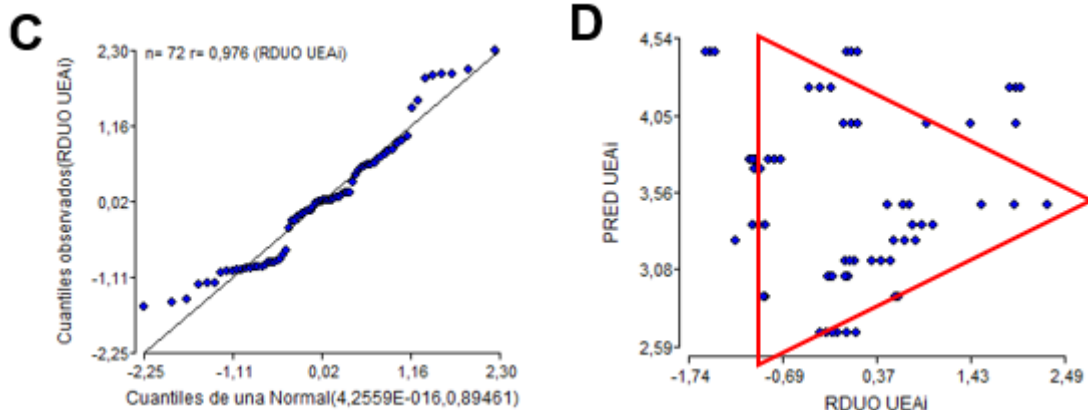 C
n= 72 r= 0,976 (RDUO UEAi)
Cuantiles observados(RDUO UEAi)
2,30
1,16
0,02
-1,11
-2,25
-2,25
-1,11
0,02
1,16
2,30
Cuantiles de una Normal(4,2559E-016,0,89461)
D
PRED UEAi
4,54
4,05
3,56
3,08
2,59
-1,74
-0,69
0,37
1,43
2,49
RDUO UEAi